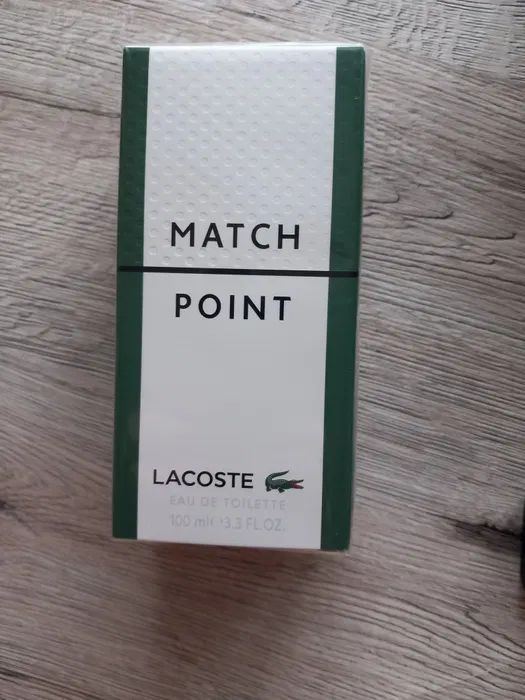 MATCH
POINT
LACOSTE
EAU DE TOILETTE
100 ml ℮ 3.3 FL.OZ.